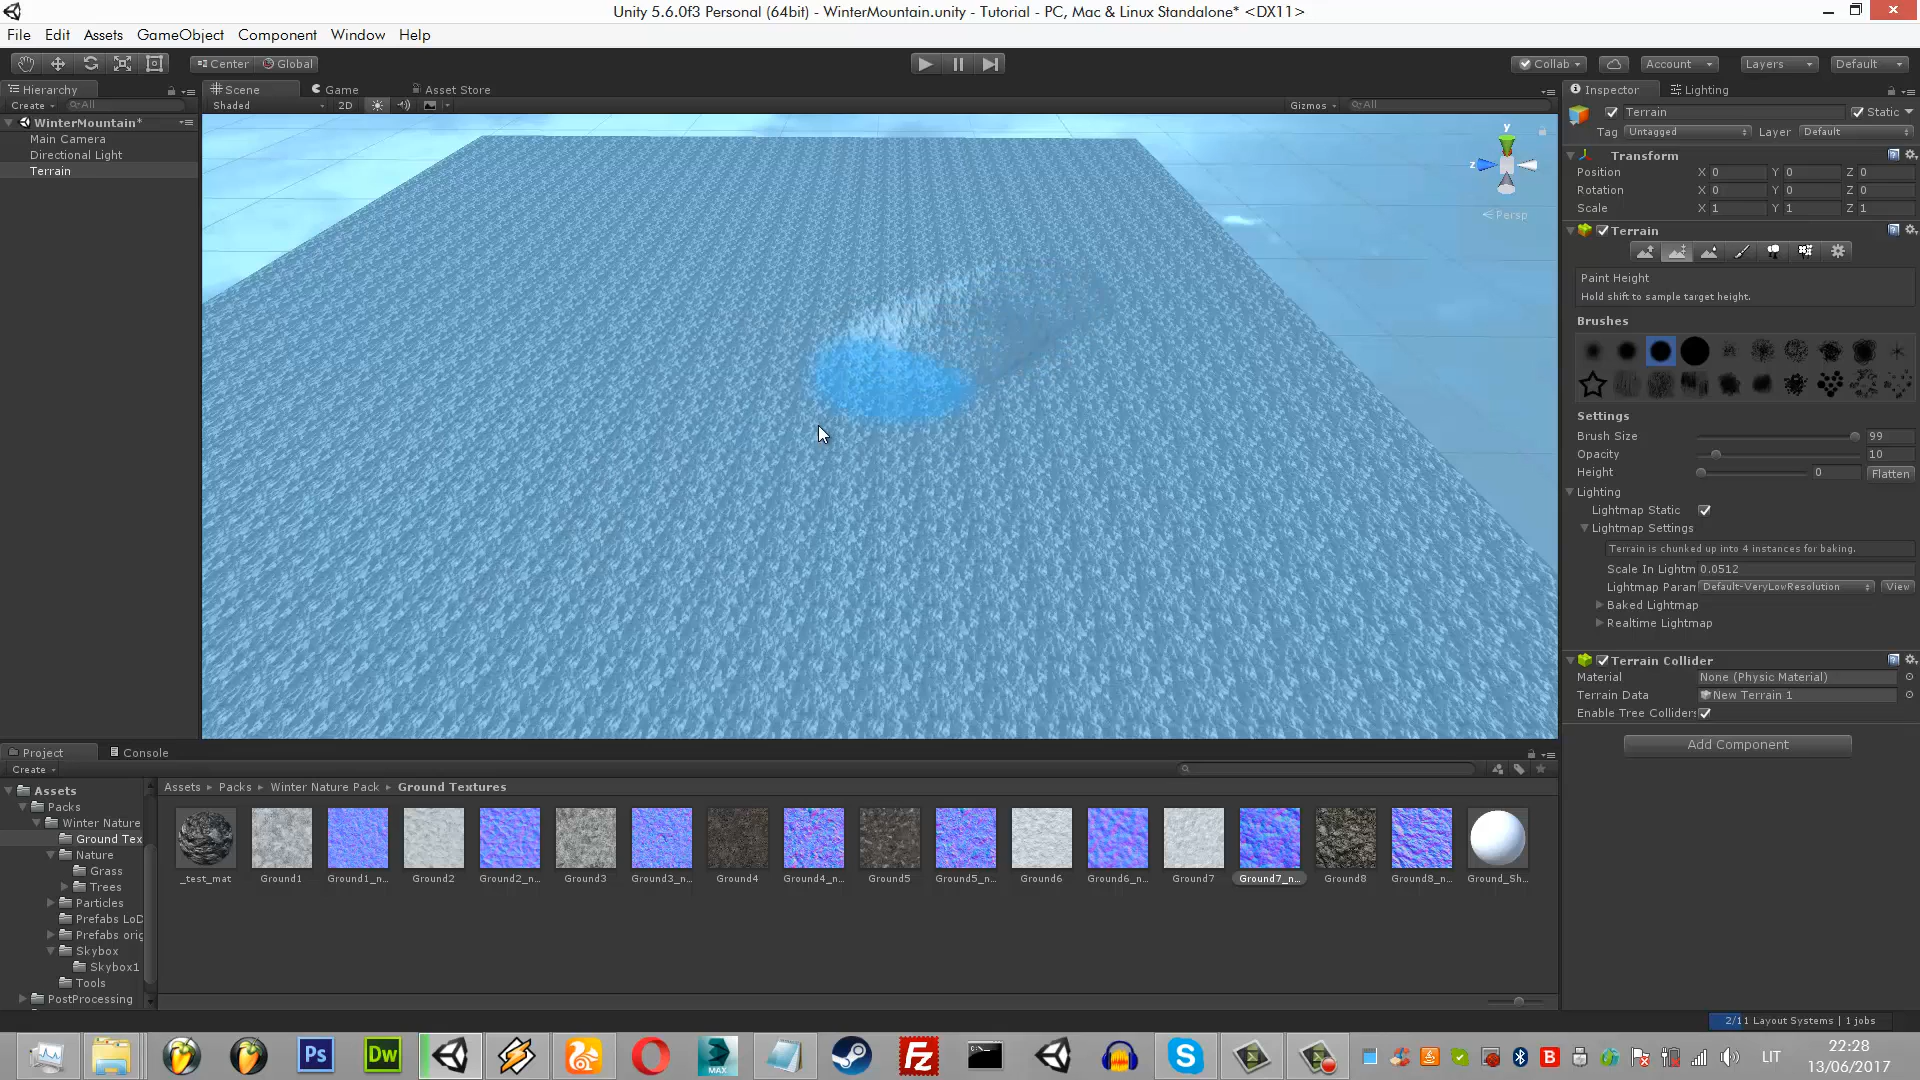 Unity 5.6.0f3 Personal (64bit) - WinterMountain.unity - Tutorial - PC, Mac & Linux Standalone* <DX11>
File Edit Assets GameObject Component Window Help
Center Global
Collab Account Layers Default
Hierarchy
Create All
WinterMountain*
Main Camera
Directional Light
Terrain
Scene Game Asset Store
Shaded 2D Gizmos All
y
z
Persp
Inspector Lighting
Terrain Static
Tag Untagged Layer Default
Transform
Position X 0 Y 0 Z 0
Rotation X 0 Y 0 Z 0
Scale X 1 Y 1 Z 1
Terrain
Paint Height
Hold shift to sample target height.
Brushes
Settings
Brush Size 99
Opacity 10
Height 0 Flatten
Lighting
Lightmap Static
Lightmap Settings
Terrain is chunked up into 4 instances for baking.
Scale In Lightm 0.0512
Lightmap Param Default-VeryLowResolution View
Baked Lightmap
Realtime Lightmap
Terrain Collider
Material None (Physic Material)
Terrain Data New Terrain 1
Enable Tree Colliders
Add Component
Project Console
Create
Assets
Packs
Winter Nature
Ground Tex
Nature
Grass
Trees
Particles
Prefabs LoD
Prefabs orig
Skybox
Skybox1
Tools
PostProcessing
Assets Packs Winter Nature Pack Ground Textures
_test_mat Ground1 Ground1_n... Ground2 Ground2_n... Ground3 Ground3_n... Ground4 Ground4_n... Ground5 Ground5_n... Ground6 Ground6_n... Ground7 Ground7_n... Ground8 Ground8_n... Ground_Sh...
2/11 Layout Systems | 1 jobs
Ps Dw MAX Fz C:\ S B LIT
22:28
13/06/2017